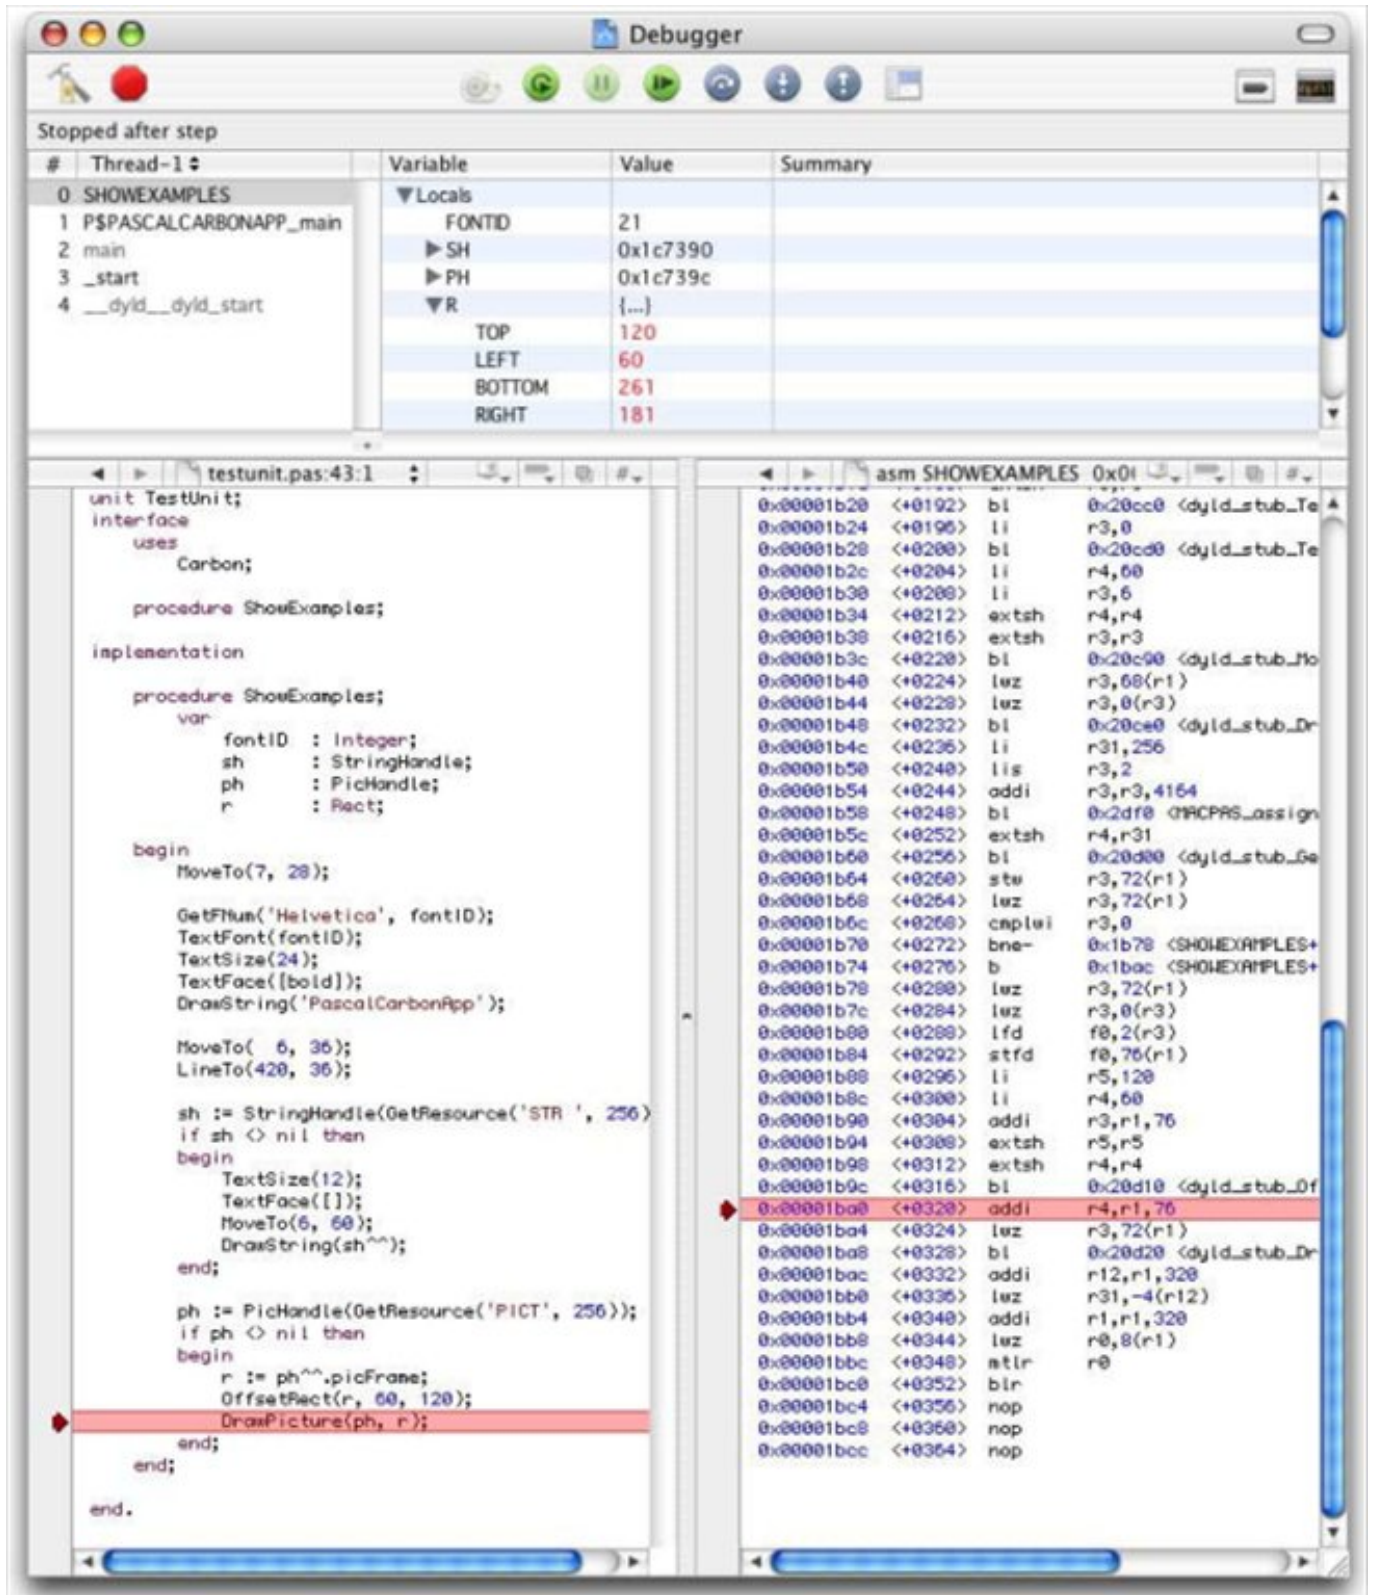 Debugger
Stopped after step
# Thread-1
0 SHOWEXAMPLES
1 P$PASCALCARBONAPP_main
2 main
3 _start
4 __dyld__dyld_start
Variable Value Summary
Locals
FONTID 21
SH 0x1c7390
PH 0x1c739c
R {...}
TOP 120
LEFT 60
BOTTOM 261
RIGHT 181
testunit.pas:43:1 #
unit TestUnit;
interface
uses
Carbon;
procedure ShowExamples;
implementation
procedure ShowExamples;
var
fontID : Integer;
sh : StringHandle;
ph : PicHandle;
r : Rect;
begin
MoveTo(7, 28);
GetFNum('Helvetica', fontID);
TextFont(fontID);
TextSize(24);
TextFace([bold]);
DrawString('PascalCarbonApp');
MoveTo( 6, 36);
LineTo(420, 36);
sh := StringHandle(GetResource('STR ', 256)
if sh <> nil then
begin
TextSize(12);
TextFace([]);
MoveTo(6, 60);
DrawString(sh^^);
end;
ph := PicHandle(GetResource('PICT', 256));
if ph <> nil then
begin
r := ph^^.picFrame;
OffsetRect(r, 60, 120);
DrawPicture(ph, r);
end;
end;
end.
asm SHOWEXAMPLES 0x0( #
0x00001b20 <+0192> bl 0x20cc0 <dyld_stub_Te
0x00001b24 <+0196> li r3,0
0x00001b28 <+0200> bl 0x20cd0 <dyld_stub_Te
0x00001b2c <+0204> li r4,60
0x00001b30 <+0208> li r3,6
0x00001b34 <+0212> extsh r4,r4
0x00001b38 <+0216> extsh r3,r3
0x00001b3c <+0220> bl 0x20c90 <dyld_stub_Mo
0x00001b40 <+0224> lwz r3,68(r1)
0x00001b44 <+0228> lwz r3,0(r3)
0x00001b48 <+0232> bl 0x20ce0 <dyld_stub_Dr
0x00001b4c <+0236> li r31,256
0x00001b50 <+0240> lis r3,2
0x00001b54 <+0244> addi r3,r3,4164
0x00001b58 <+0248> bl 0x2df0 <MACPAS_assign
0x00001b5c <+0252> extsh r4,r31
0x00001b60 <+0256> bl 0x20d00 <dyld_stub_Ge
0x00001b64 <+0260> stw r3,72(r1)
0x00001b68 <+0264> lwz r3,72(r1)
0x00001b6c <+0268> cmplwi r3,0
0x00001b70 <+0272> bne- 0x1b78 <SHOWEXAMPLES+
0x00001b74 <+0276> b 0x1bac <SHOWEXAMPLES+
0x00001b78 <+0280> lwz r3,72(r1)
0x00001b7c <+0284> lwz r3,0(r3)
0x00001b80 <+0288> lfd f0,2(r3)
0x00001b84 <+0292> stfd f0,76(r1)
0x00001b88 <+0296> li r5,120
0x00001b8c <+0300> li r4,60
0x00001b90 <+0304> addi r3,r1,76
0x00001b94 <+0308> extsh r5,r5
0x00001b98 <+0312> extsh r4,r4
0x00001b9c <+0316> bl 0x20d10 <dyld_stub_Of
0x00001ba0 <+0320> addi r4,r1,76
0x00001ba4 <+0324> lwz r3,72(r1)
0x00001ba8 <+0328> bl 0x20d20 <dyld_stub_Dr
0x00001bac <+0332> addi r12,r1,320
0x00001bb0 <+0336> lwz r31,-4(r12)
0x00001bb4 <+0340> addi r1,r1,320
0x00001bb8 <+0344> lwz r0,8(r1)
0x00001bbc <+0348> mtlr r0
0x00001bc0 <+0352> blr
0x00001bc4 <+0356> nop
0x00001bc8 <+0360> nop
0x00001bcc <+0364> nop